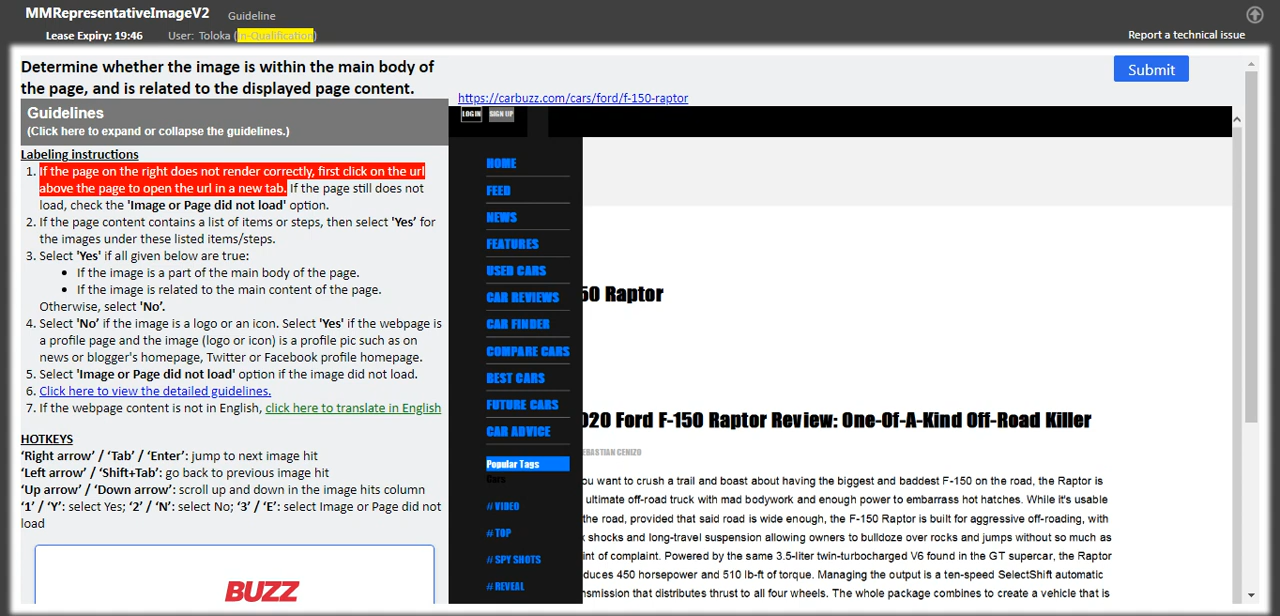 MMRepresentativeImageV2 Guideline
Lease Expiry: 19:46 User: Toloka (In-Qualification)
Report a technical issue
Determine whether the image is within the main body of
the page, and is related to the displayed page content.
Submit
Guidelines
(Click here to expand or collapse the guidelines.)
Labeling instructions
1. If the page on the right does not render correctly, first click on the url
above the page to open the url in a new tab. If the page still does not
load, check the 'Image or Page did not load' option.
2. If the page content contains a list of items or steps, then select 'Yes' for
the images under these listed items/steps.
3. Select 'Yes' if all given below are true:
• If the image is a part of the main body of the page.
• If the image is related to the main content of the page.
Otherwise, select 'No'.
4. Select 'No' if the image is a logo or an icon. Select 'Yes' if the webpage is
a profile page and the image (logo or icon) is a profile pic such as on
news or blogger's homepage, Twitter or Facebook profile homepage.
5. Select 'Image or Page did not load' option if the image did not load.
6. Click here to view the detailed guidelines.
7. If the webpage content is not in English, click here to translate in English
HOTKEYS
'Right arrow' / 'Tab' / 'Enter': jump to next image hit
'Left arrow' / 'Shift+Tab': go back to previous image hit
'Up arrow' / 'Down arrow': scroll up and down in the image hits column
'1' / 'Y': select Yes; '2' / 'N': select No; '3' / 'E': select Image or Page did not
load
BUZZ
https://carbuzz.com/cars/ford/f-150-raptor
LOG IN SIGN UP
HOME
FEED
NEWS
FEATURES
USED CARS
CAR REVIEWS
CAR FINDER
COMPARE CARS
BEST CARS
FUTURE CARS
CAR ADVICE
Popular Tags
Cars
// VIDEO
# TOP
// SPY SHOTS
// REVEAL
50 Raptor
020 Ford F-150 Raptor Review: One-Of-A-Kind Off-Road Killer
EBASTIAN CENIZO
ou want to crush a trail and boast about having the biggest and baddest F-150 on the road, the Raptor is
ultimate off-road truck with mad bodywork and enough power to embarrass hot hatches. While it's usable
the road, provided that said road is wide enough, the F-150 Raptor is built for aggressive off-roading, with
shocks and long-travel suspension allowing owners to bulldoze over rocks and jumps without so much as
int of complaint. Powered by the same 3.5-liter twin-turbocharged V6 found in the GT supercar, the Raptor
duces 450 horsepower and 510 lb-ft of torque. Managing the output is a ten-speed SelectShift automatic
nsmission that distributes thrust to all four wheels. The whole package combines to create a vehicle that is